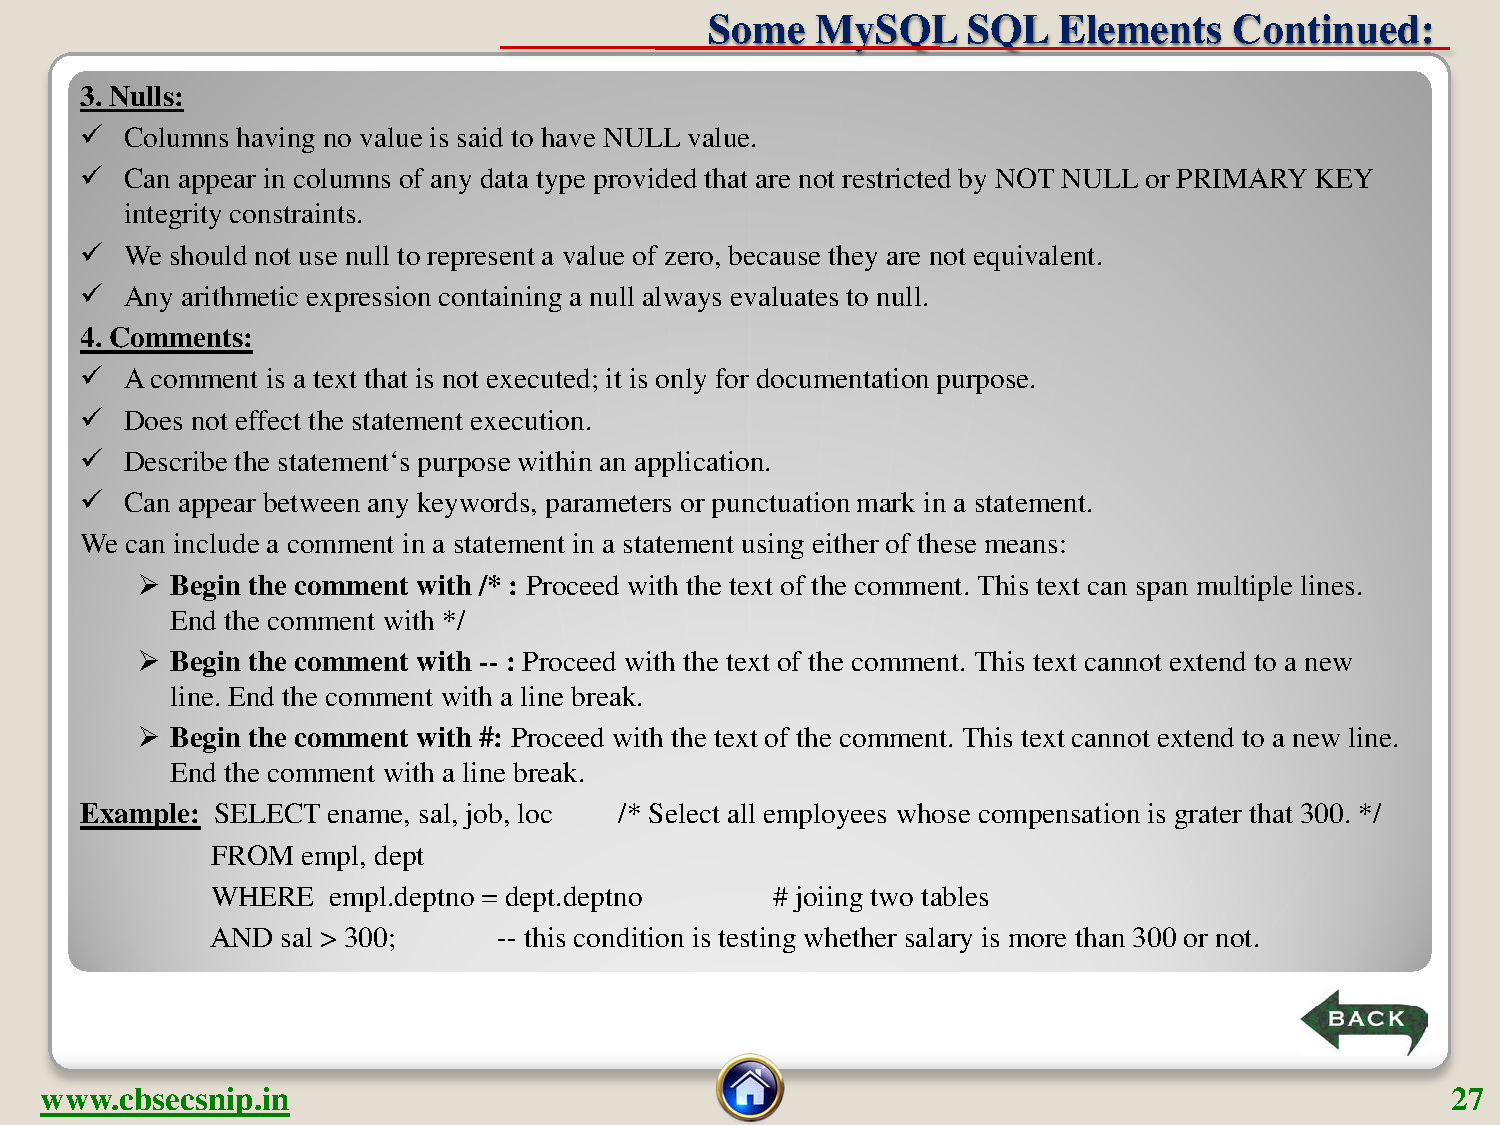 Some MySQL SQL Elements Continued:
3. Nulls:
✓ Columns having no value is said to have NULL value.
✓ Can appear in columns of any data type provided that are not restricted by NOT NULL or PRIMARY KEY
integrity constraints.
✓ We should not use null to represent a value of zero, because they are not equivalent.
✓ Any arithmetic expression containing a null always evaluates to null.
4. Comments:
✓ A comment is a text that is not executed; it is only for documentation purpose.
✓ Does not effect the statement execution.
✓ Describe the statement‘s purpose within an application.
✓ Can appear between any keywords, parameters or punctuation mark in a statement.
We can include a comment in a statement in a statement using either of these means:
➢ Begin the comment with /* : Proceed with the text of the comment. This text can span multiple lines.
End the comment with */
➢ Begin the comment with -- : Proceed with the text of the comment. This text cannot extend to a new
line. End the comment with a line break.
➢ Begin the comment with #: Proceed with the text of the comment. This text cannot extend to a new line.
End the comment with a line break.
Example: SELECT ename, sal, job, loc /* Select all employees whose compensation is grater that 300. */
FROM empl, dept
WHERE empl.deptno = dept.deptno # joiing two tables
AND sal > 300; -- this condition is testing whether salary is more than 300 or not.
BACK
www.cbsecsnip.in
27